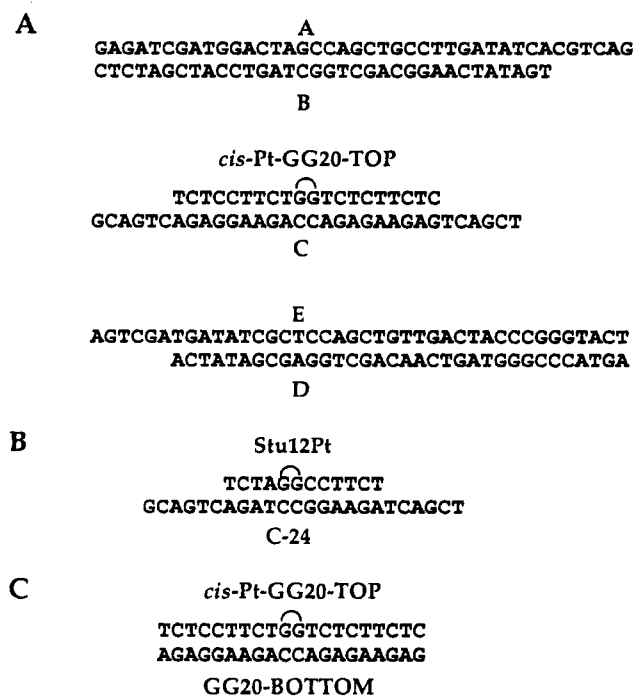 A
A
GAGATCGATGGACTAGCCAGCTGCCTTGATATCACGTCAG
CTCTAGCTACCTGATCGGTCGACGGAACTATAGT
B
cis-Pt-GG20-TOP
TCTCCTTCTGGTCTCTTCTC
GCAGTCAGAGGAAGACCAGAGAAGAGTCAGCT
C
E
AGTCGATGATATCGCTCCAGCTGTTGACTACCCGGGTACT
ACTATAGCGAGGTCGACAACTGATGGGCCCATGA
D
B
Stu12Pt
TCTAGGCCTTCT
GCAGTCAGATCCGGAAGATCAGCT
C-24
C
cis-Pt-GG20-TOP
TCTCCTTCTGGTCTCTTCTC
AGAGGAAGACCAGAGAAGAG
GG20-BOTTOM